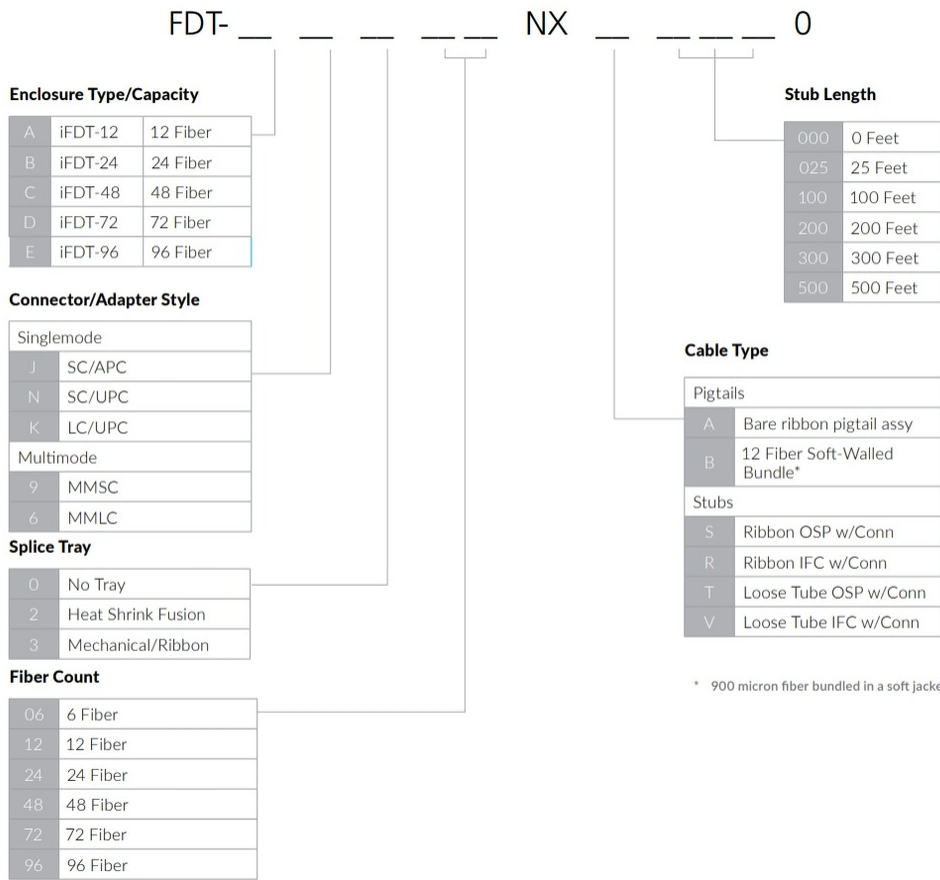 FDT- __ __ __ __ __ NX __ __ __ __ 0
Enclosure Type/Capacity
A iFDT-12 12 Fiber
B iFDT-24 24 Fiber
C iFDT-48 48 Fiber
D iFDT-72 72 Fiber
E iFDT-96 96 Fiber
Connector/Adapter Style
Singlemode
J SC/APC
N SC/UPC
K LC/UPC
Multimode
9 MMSC
6 MMLC
Splice Tray
0 No Tray
2 Heat Shrink Fusion
3 Mechanical/Ribbon
Fiber Count
06 6 Fiber
12 12 Fiber
24 24 Fiber
48 48 Fiber
72 72 Fiber
96 96 Fiber
Stub Length
000 0 Feet
025 25 Feet
100 100 Feet
200 200 Feet
300 300 Feet
500 500 Feet
Cable Type
Pigtails
A Bare ribbon pigtail assy
B 12 Fiber Soft-Walled
Bundle*
Stubs
S Ribbon OSP w/Conn
R Ribbon IFC w/Conn
T Loose Tube OSP w/Conn
V Loose Tube IFC w/Conn
* 900 micron fiber bundled in a soft jacke